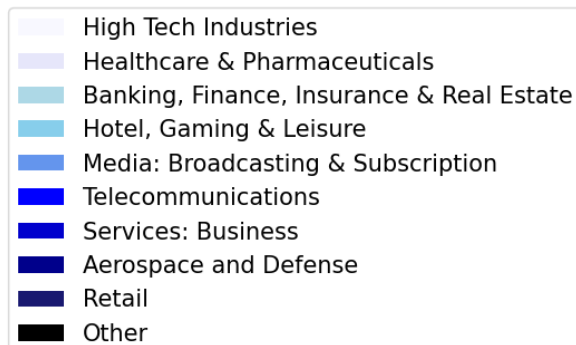 High Tech Industries
Healthcare & Pharmaceuticals
Banking, Finance, Insurance & Real Estate
Hotel, Gaming & Leisure
Media: Broadcasting & Subscription
Telecommunications
Services: Business
Aerospace and Defense
Retail
Other